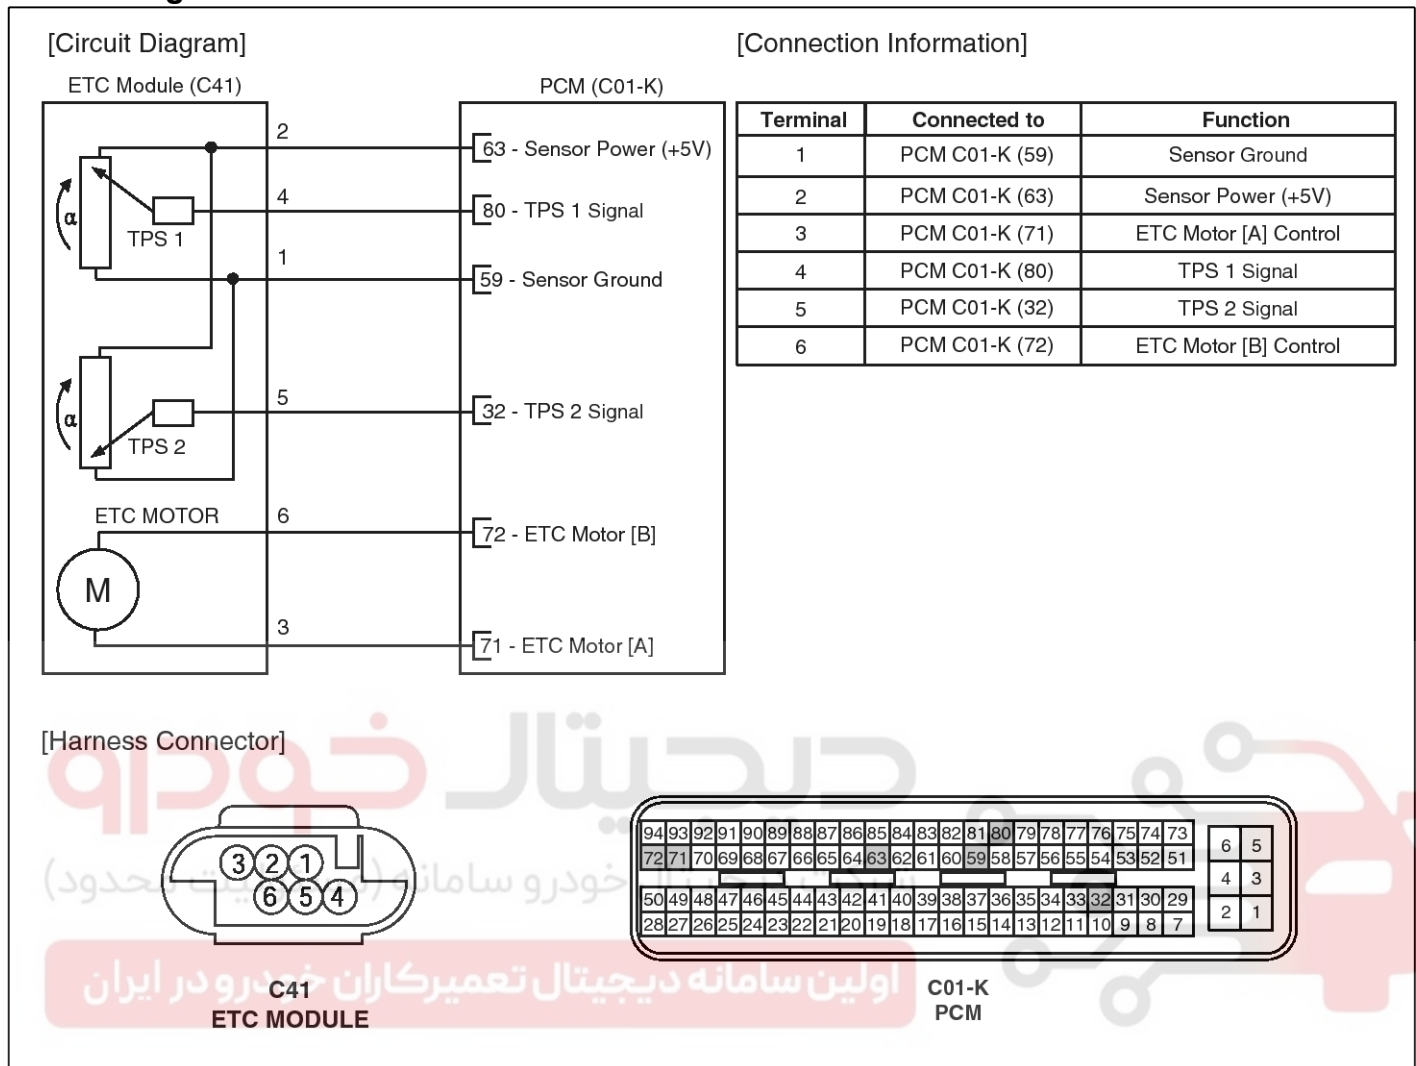 [Circuit Diagram]
ETC Module (C41)
PCM (C01-K)
2
63 - Sensor Power (+5V)
4
80 - TPS 1 Signal
α
TPS 1
1
59 - Sensor Ground
5
32 - TPS 2 Signal
α
TPS 2
ETC MOTOR
6
72 - ETC Motor [B]
M
3
71 - ETC Motor [A]
[Connection Information]
Terminal Connected to Function
1 PCM C01-K (59) Sensor Ground
2 PCM C01-K (63) Sensor Power (+5V)
3 PCM C01-K (71) ETC Motor [A] Control
4 PCM C01-K (80) TPS 1 Signal
5 PCM C01-K (32) TPS 2 Signal
6 PCM C01-K (72) ETC Motor [B] Control
[Harness Connector]
3 2 1
6 5 4
C41
ETC MODULE
94 93 92 91 90 89 88 87 86 85 84 83 82 81 80 79 78 77 76 75 74 73
72 71 70 69 68 67 66 65 64 63 62 61 60 59 58 57 56 55 54 53 52 51
50 49 48 47 46 45 44 43 42 41 40 39 38 37 36 35 34 33 32 31 30 29
28 27 26 25 24 23 22 21 20 19 18 17 16 15 14 13 12 11 10 9 8 7
6 5
4 3
2 1
C01-K
PCM
دیجیتال خودرو
شرکت دیجیتال خودرو سامانه (مسئولیت محدود)
اولین سامانه دیجیتال تعمیرکاران خودرو در ایران